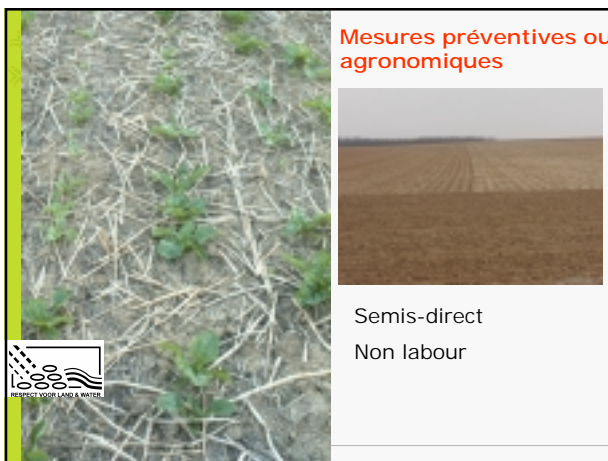 Mesures préventives ou
agronomiques
Semis-direct
Non labour
RESPECT VOOR LAND & WATER